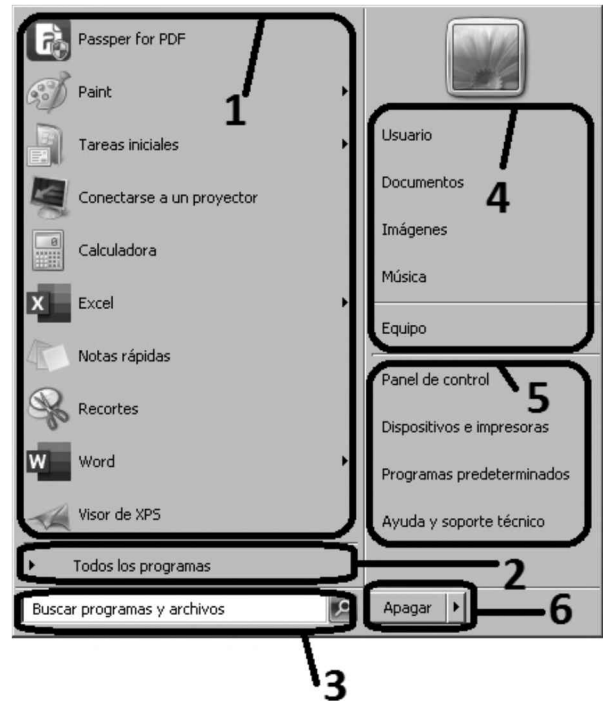 Passper for PDF
Paint
1
Tareas iniciales
Conectarse a un proyector
Calculadora
Excel
Notas rápidas
Recortes
Word
Visor de XPS
Todos los programas
2
Buscar programas y archivos
3
Usuario
Documentos
4
Imágenes
Música
Equipo
Panel de control
5
Dispositivos e impresoras
Programas predeterminados
Ayuda y soporte técnico
Apagar
6